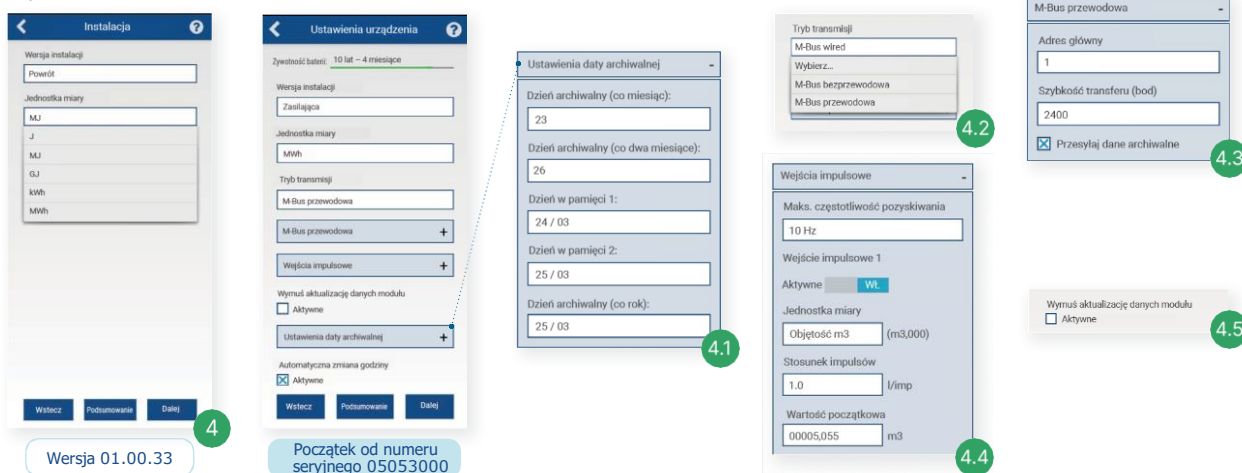 Instalacja
?
Wersja instalacji
Powrót
Jednostka miary
MJ
J
MJ
GJ
kWh
MWh
Wstecz
Podsumowanie
Dalej
4
Wersja 01.00.33
Ustawienia urządzenia
?
Żywotność baterii: 10 lat – 4 miesiące
Wersja instalacji
Zasilająca
Jednostka miary
MWh
Tryb transmisji
M-Bus przewodowa
M-Bus przewodowa +
Wejścia impulsowe +
Wymuś aktualizację danych modułu
Aktywne
Ustawienia daty archiwalnej +
Automatyczna zmiana godziny
Aktywne
Wstecz
Podsumowanie
Dalej
Początek od numeru
seryjnego 05053000
Ustawienia daty archiwalnej -
Dzień archiwalny (co miesiąc):
23
Dzień archiwalny (co dwa miesiące):
26
Dzień w pamięci 1:
24 / 03
Dzień w pamięci 2:
25 / 03
Dzień archiwalny (co rok):
25 / 03
4.1
Tryb transmisji
M-Bus wired
Wybierz...
M-Bus bezprzewodowa
M-Bus przewodowa
4.2
M-Bus przewodowa -
Adres główny
1
Szybkość transferu (bod)
2400
Przesyłaj dane archiwalne
4.3
Wejścia impulsowe -
Maks. częstotliwość pozyskiwania
10 Hz
Wejście impulsowe 1
Aktywne WŁ.
Jednostka miary
Objętość m3 (m3,000)
Stosunek impulsów
1.0 l/imp
Wartość początkowa
00005,055 m3
4.4
Wymuś aktualizację danych modułu
Aktywne
4.5